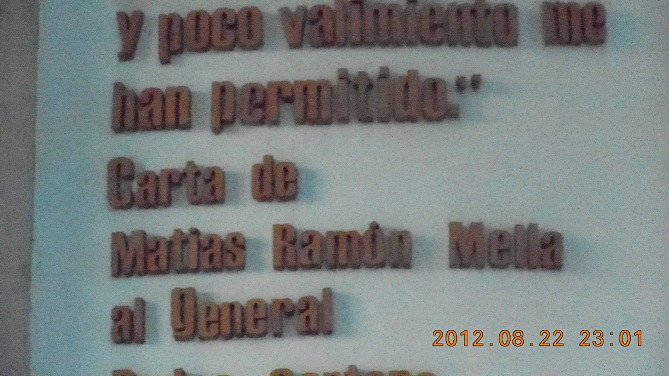 y poco valimiento me
han permitido."
Carta de
Matias Ramón Mella
al general
2012.08.22 23:01